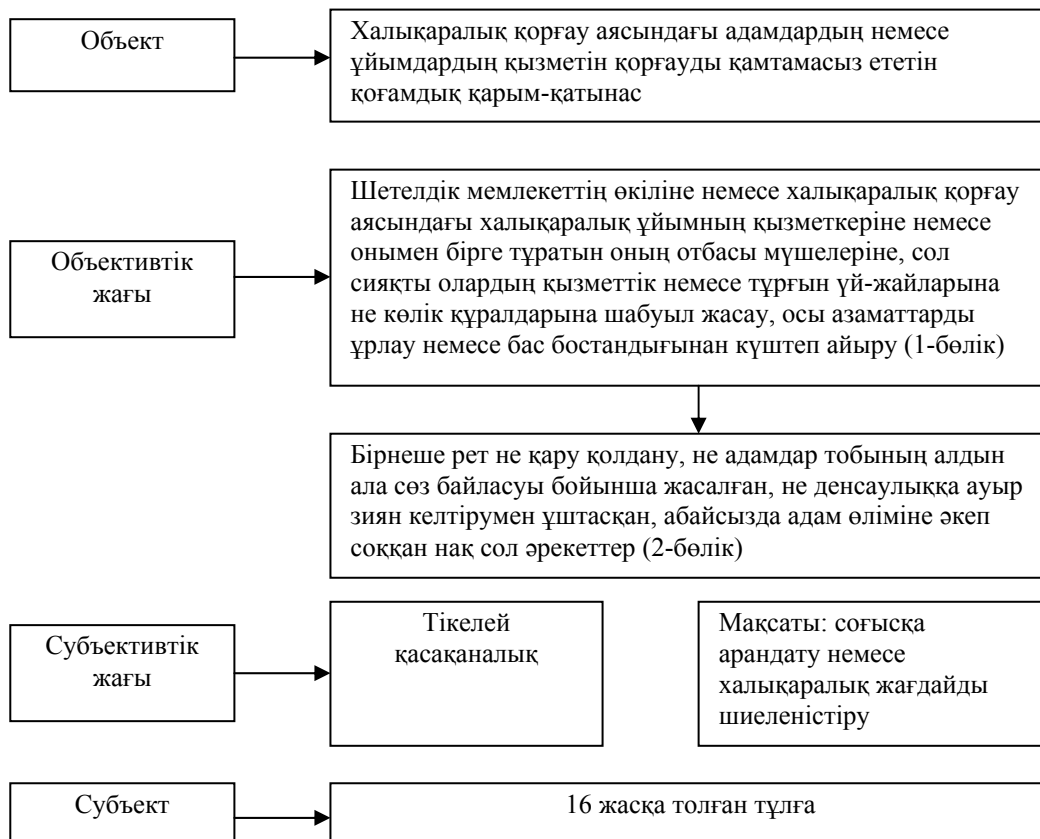 Объект
Халықаралық қорғау аясындағы адамдардың немесе
ұйымдардың қызметін қорғауды қамтамасыз ететін
қоғамдық қарым-қатынас
Объективтік
жағы
Шетелдік мемлекеттің өкіліне немесе халықаралық қорғау
аясындағы халықаралық ұйымның қызметкеріне немесе
онымен бірге тұратын оның отбасы мүшелеріне, сол
сияқты олардың қызметтік немесе тұрғын үй-жайларына
не көлік құралдарына шабуыл жасау, осы азаматтарды
ұрлау немесе бас бостандығынан күштеп айыру (1-бөлік)
Бірнеше рет не қару қолдану, не адамдар тобының алдын
ала сөз байласуы бойынша жасалған, не денсаулыққа ауыр
зиян келтірумен ұштасқан, абайсызда адам өліміне әкеп
соққан нақ сол әрекеттер (2-бөлік)
Субъективтік
жағы
Тікелей
қасақаналық
Мақсаты: соғысқа
арандату немесе
халықаралық жағдайды
шиеленістіру
Субъект
16 жасқа толған тұлға